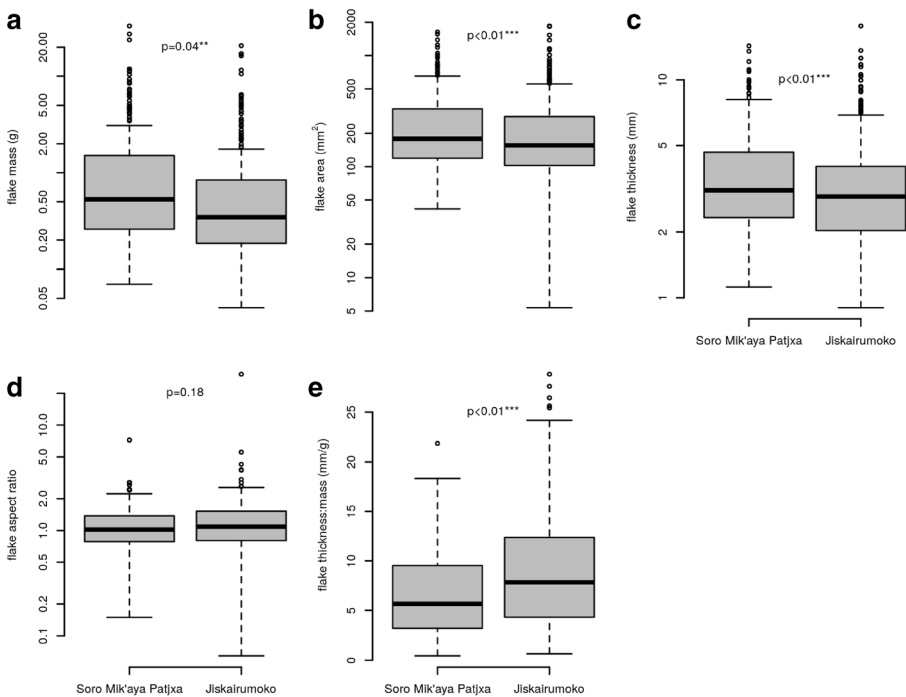 a
p=0.04**
20.00
5.00
2.00
0.50
0.20
0.05
flake mass (g)
b
p<0.01***
2000
500
200
100
50
20
10
5
flake area (mm²)
c
p<0.01***
10
5
2
1
flake thickness (mm)
Soro Mik'aya Patjxa Jiskairumoko
d
p=0.18
10.0
5.0
2.0
1.0
0.5
0.2
0.1
flake aspect ratio
Soro Mik'aya Patjxa Jiskairumoko
e
p<0.01***
25
20
15
10
5
0
flake thickness:mass (mm/g)
Soro Mik'aya Patjxa Jiskairumoko